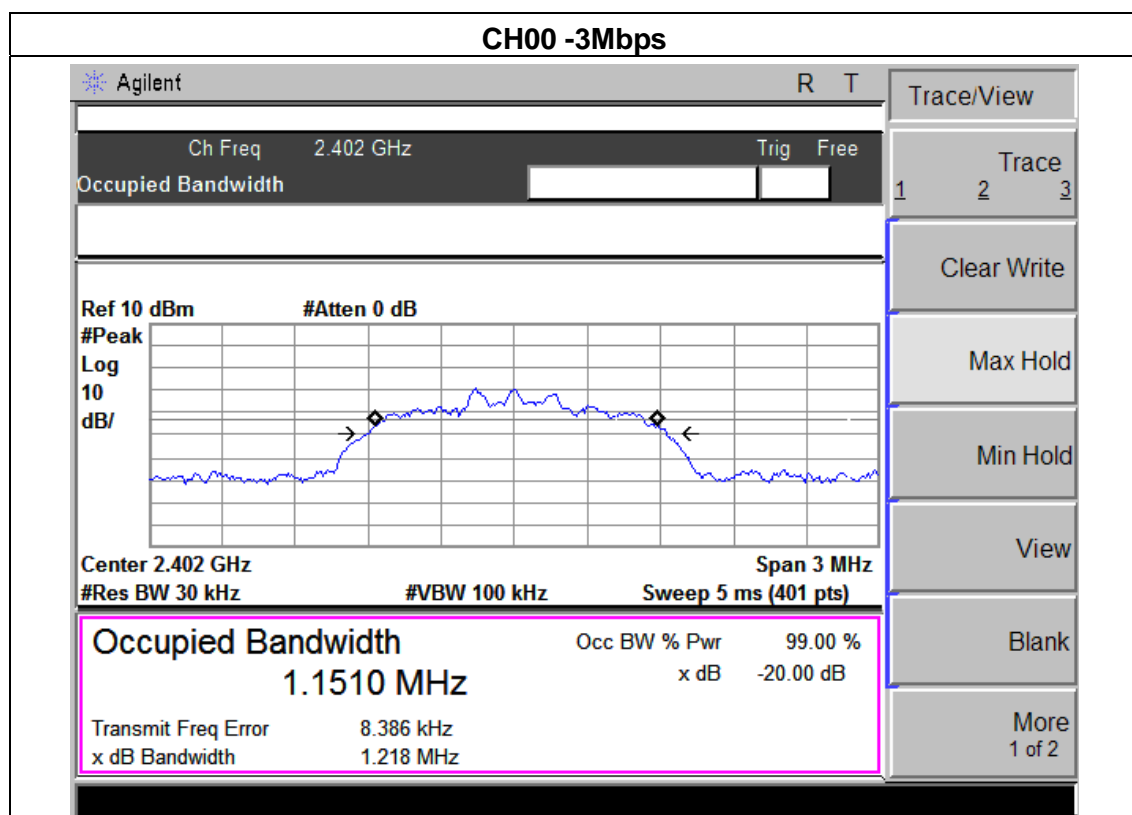 CH00 -3Mbps
Agilent R T
Trace/View
Ch Freq 2.402 GHz Trig Free
Occupied Bandwidth
Trace
1 2 3
Clear Write
Ref 10 dBm #Atten 0 dB
#Peak
Log
10
dB/
Max Hold
Min Hold
View
Center 2.402 GHz Span 3 MHz
#Res BW 30 kHz #VBW 100 kHz Sweep 5 ms (401 pts)
Occupied Bandwidth
1.1510 MHz
Occ BW % Pwr 99.00 %
x dB -20.00 dB
Transmit Freq Error 8.386 kHz
x dB Bandwidth 1.218 MHz
Blank
More
1 of 2